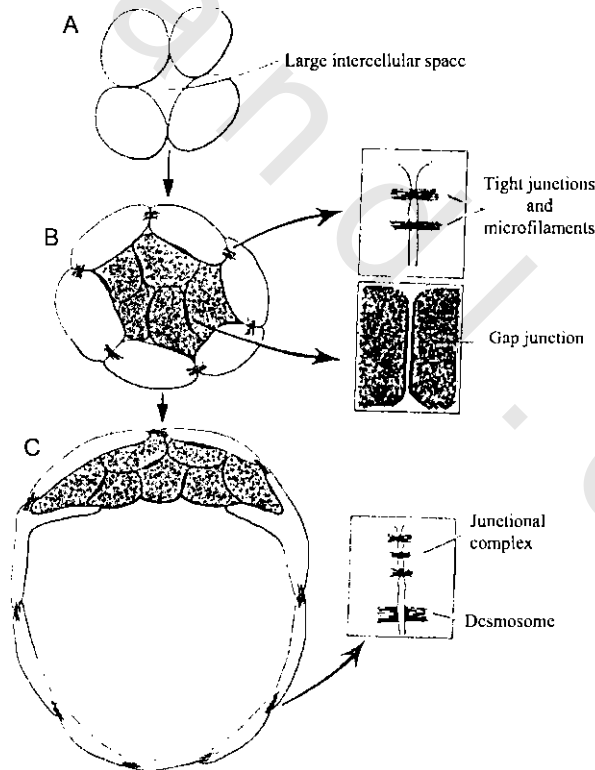 A
Large intercellular space
B
Tight junctions
and
microfilaments
Gap junction
C
Junctional
complex
Desmosome